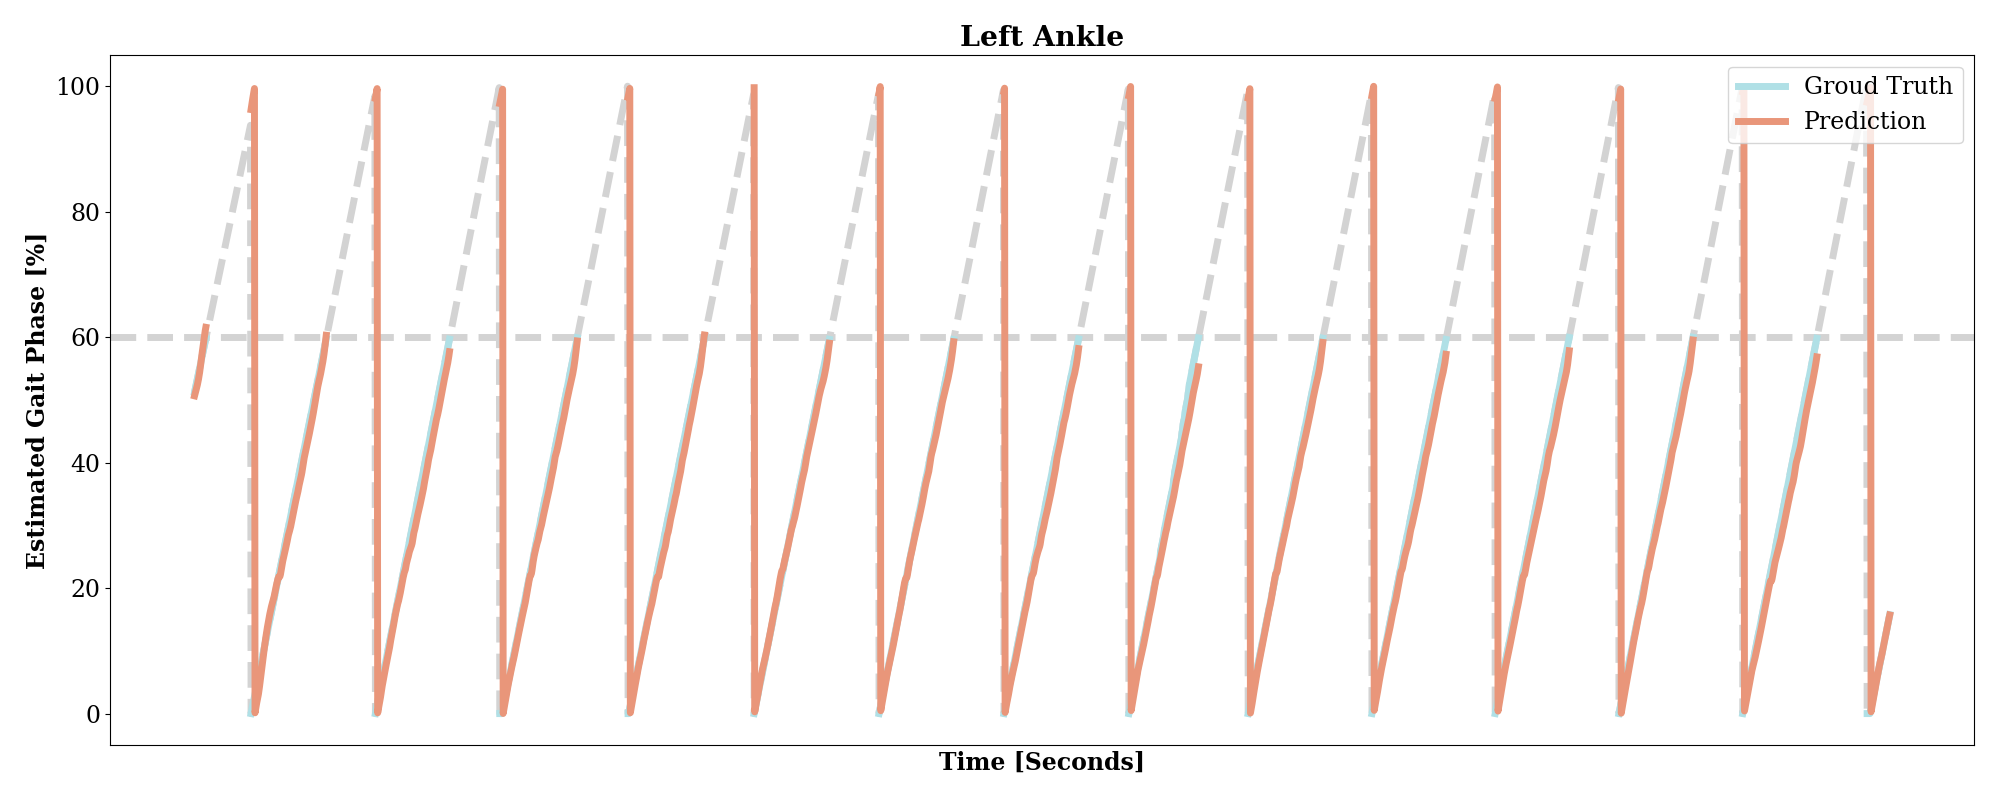 Left Ankle
Estimated Gait Phase [%]
100
80
60
40
20
0
Groud Truth
Prediction
Time [Seconds]